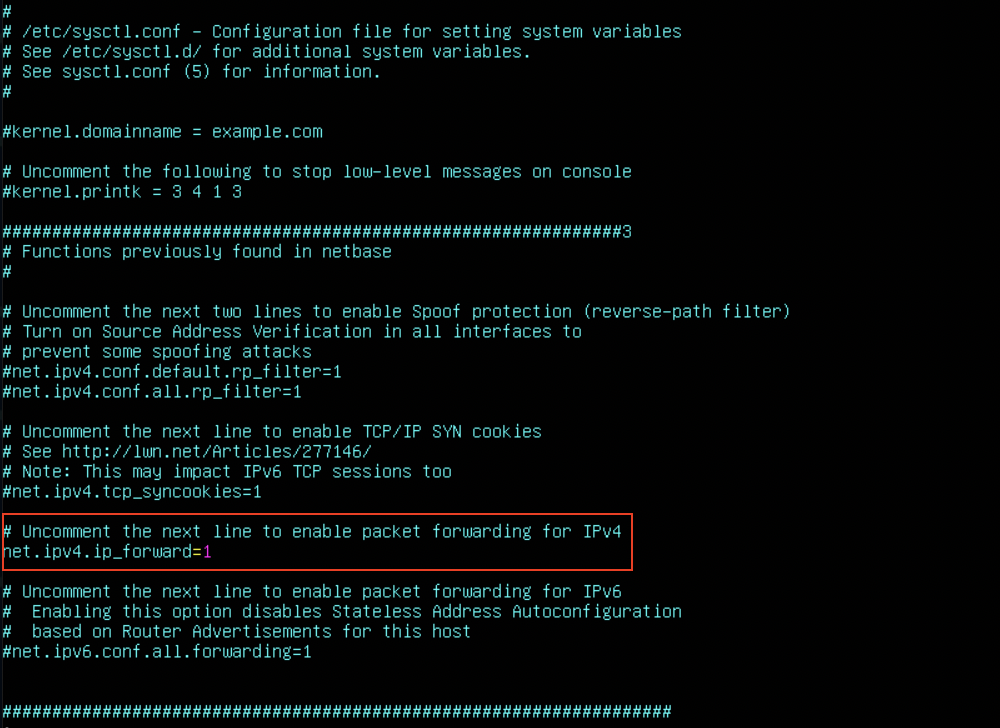 #
# /etc/sysctl.conf - Configuration file for setting system variables
# See /etc/sysctl.d/ for additional system variables.
# See sysctl.conf (5) for information.
#
#kernel.domainname = example.com
# Uncomment the following to stop low-level messages on console
#kernel.printk = 3 4 1 3
##############################################################3
# Functions previously found in netbase
#
# Uncomment the next two lines to enable Spoof protection (reverse-path filter)
# Turn on Source Address Verification in all interfaces to
# prevent some spoofing attacks
#net.ipv4.conf.default.rp_filter=1
#net.ipv4.conf.all.rp_filter=1
# Uncomment the next line to enable TCP/IP SYN cookies
# See http://lwn.net/Articles/277146/
# Note: This may impact IPv6 TCP sessions too
#net.ipv4.tcp_syncookies=1
# Uncomment the next line to enable packet forwarding for IPv4
net.ipv4.ip_forward=1
# Uncomment the next line to enable packet forwarding for IPv6
#  Enabling this option disables Stateless Address Autoconfiguration
#  based on Router Advertisements for this host
#net.ipv6.conf.all.forwarding=1
###################################################################